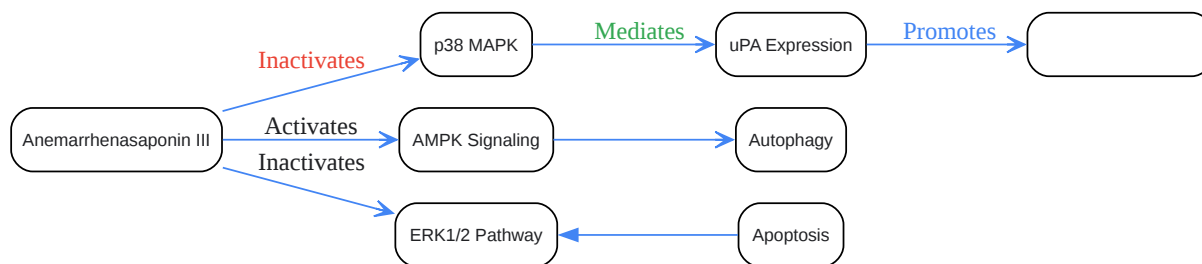 p38 MAPK
Mediates
uPA Expression
Promotes
Inactivates
Anemarrhenasaponin III
Activates
AMPK Signaling
Autophagy
Inactivates
ERK1/2 Pathway
Apoptosis